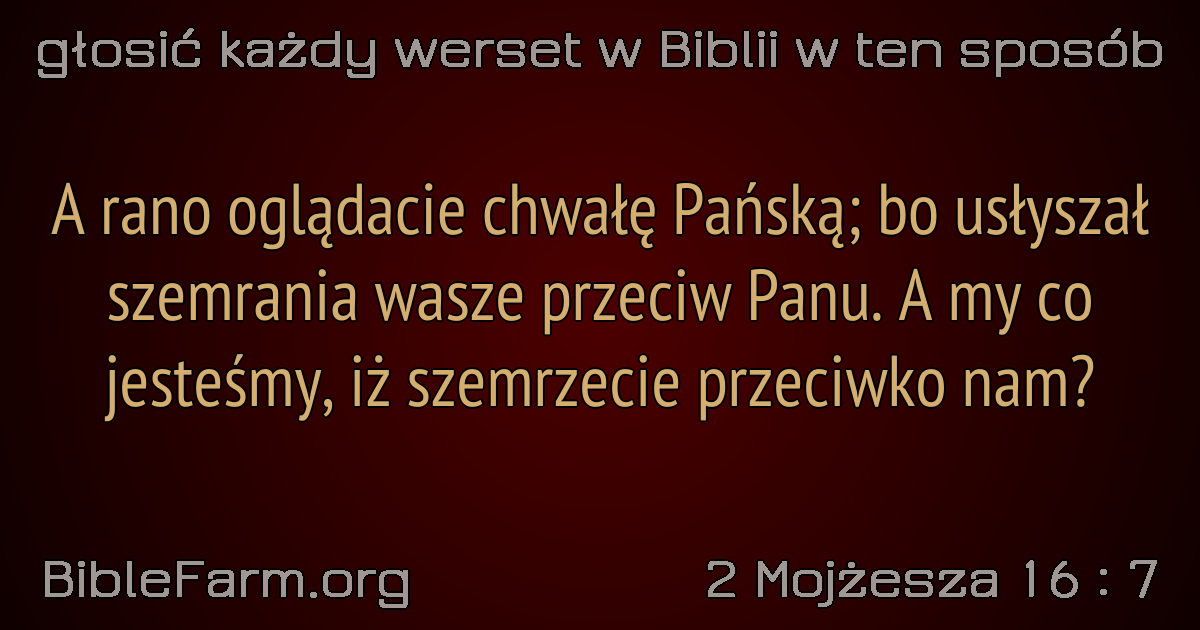 głosić każdy werset w Biblii w ten sposób
A rano oglądacie chwałę Pańską; bo usłyszał
szemrania wasze przeciw Panu. A my co
jesteśmy, iż szemrzecie przeciwko nam?
BibleFarm.org
2 Mojżesza 16 : 7